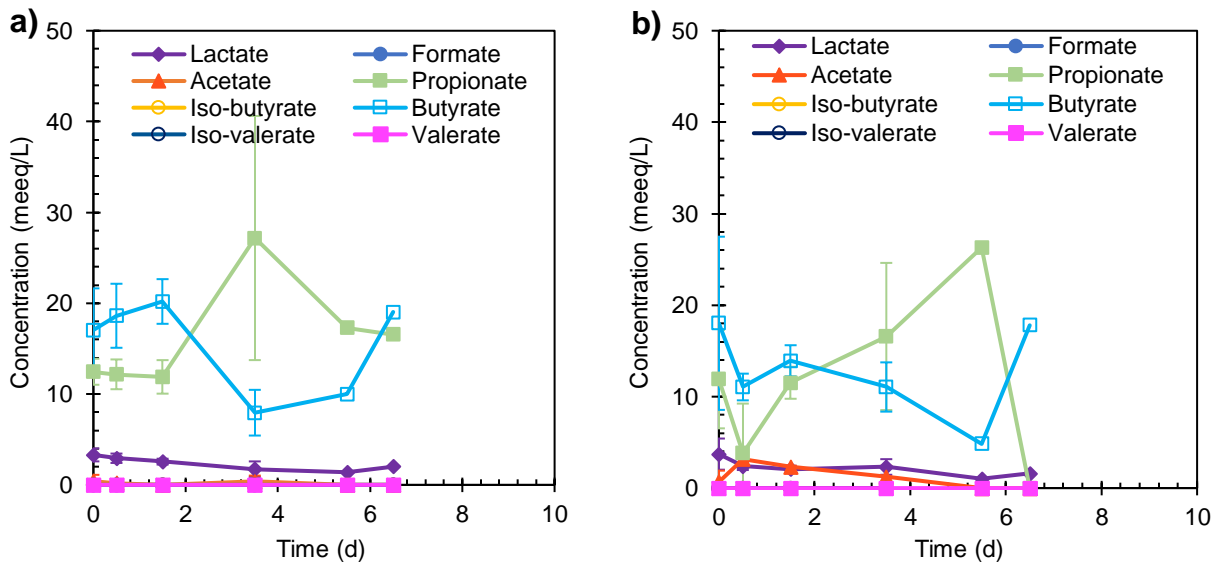 a)
50
40
30
20
10
0
Concentration (meeq/L)
Lactate Formate
Acetate Propionate
Iso-butyrate Butyrate
Iso-valerate Valerate
0 2 4 6 8 10
Time (d)
b)
50
40
30
20
10
0
Concentration (meeq/L)
Lactate Formate
Acetate Propionate
Iso-butyrate Butyrate
Iso-valerate Valerate
0 2 4 6 8 10
Time (d)